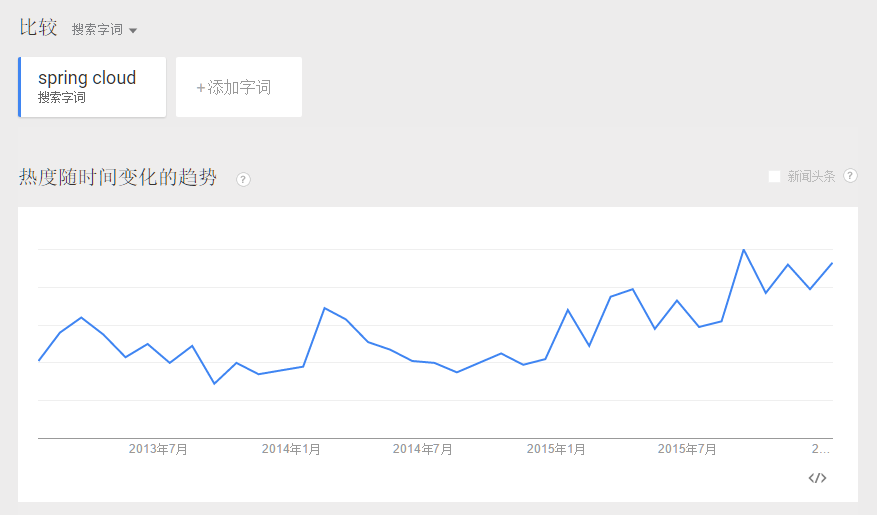 比较 搜索字词
spring cloud
搜索字词
+添加字词
热度随时间变化的趋势 ?
新闻头条 ?
2013年7月 2014年1月 2014年7月 2015年1月 2015年7月 2...
</>